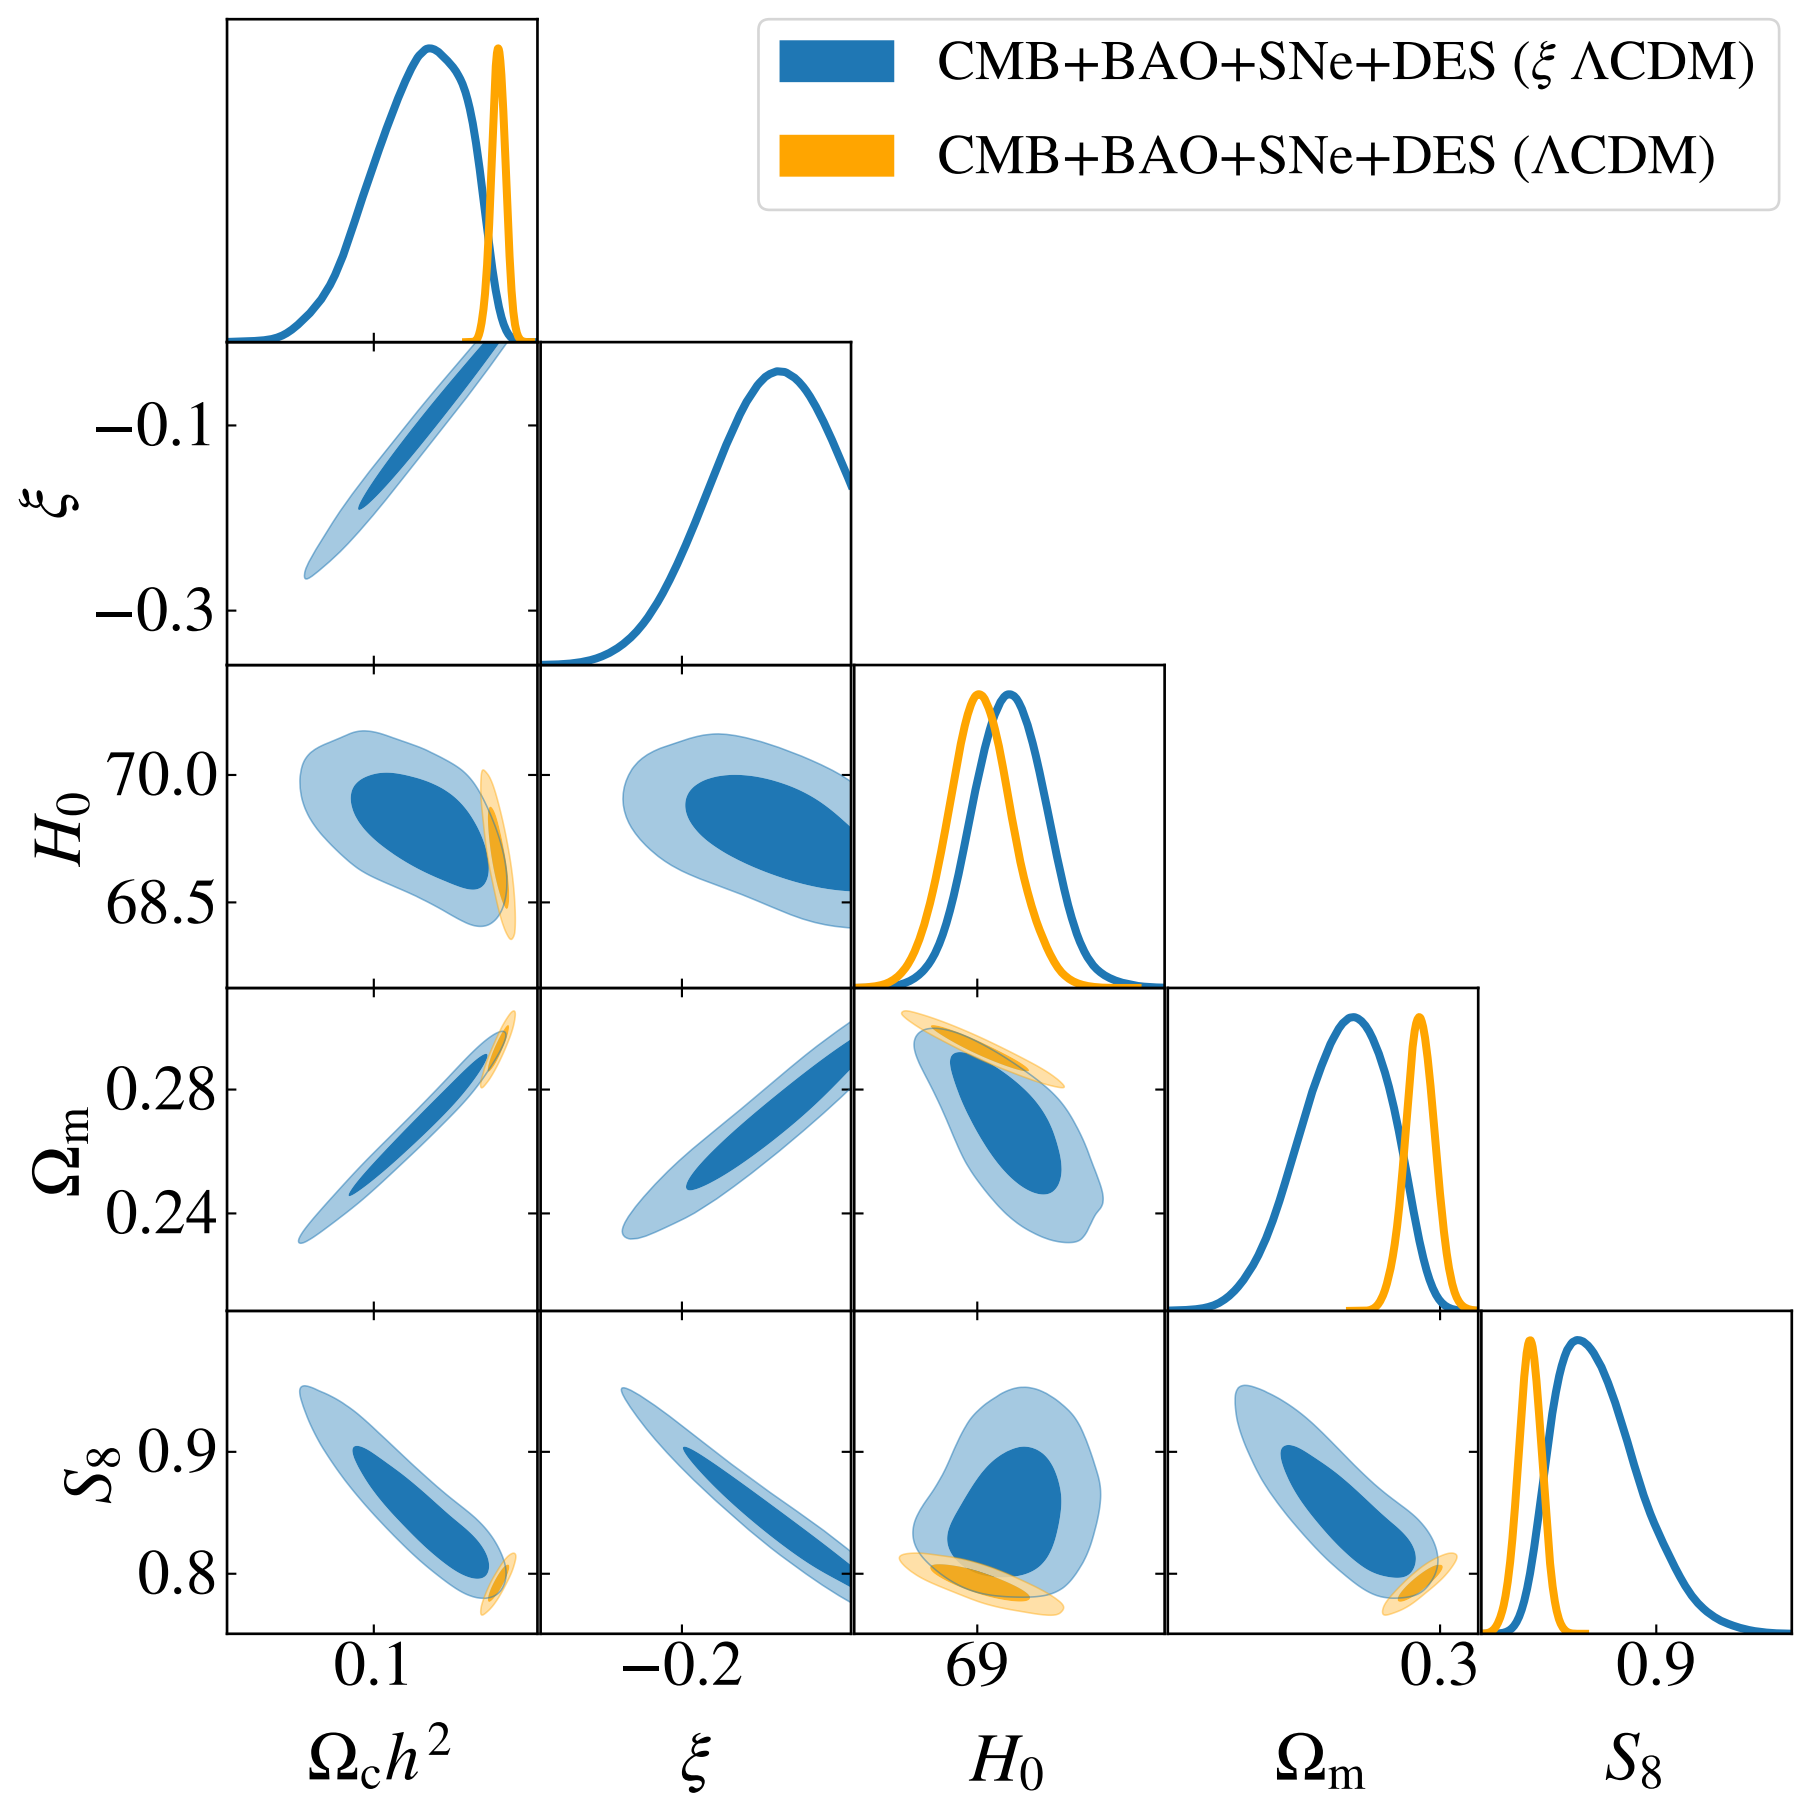 CMB+BAO+SNe+DES (ξ ΛCDM)
CMB+BAO+SNe+DES (ΛCDM)
−0.1
ξ
−0.3
70.0
H₀
68.5
0.28
Ωₘ
0.24
0.9
S₈
0.8
0.1 −0.2 69 0.3 0.9
Ω_c h² ξ H₀ Ωₘ S₈